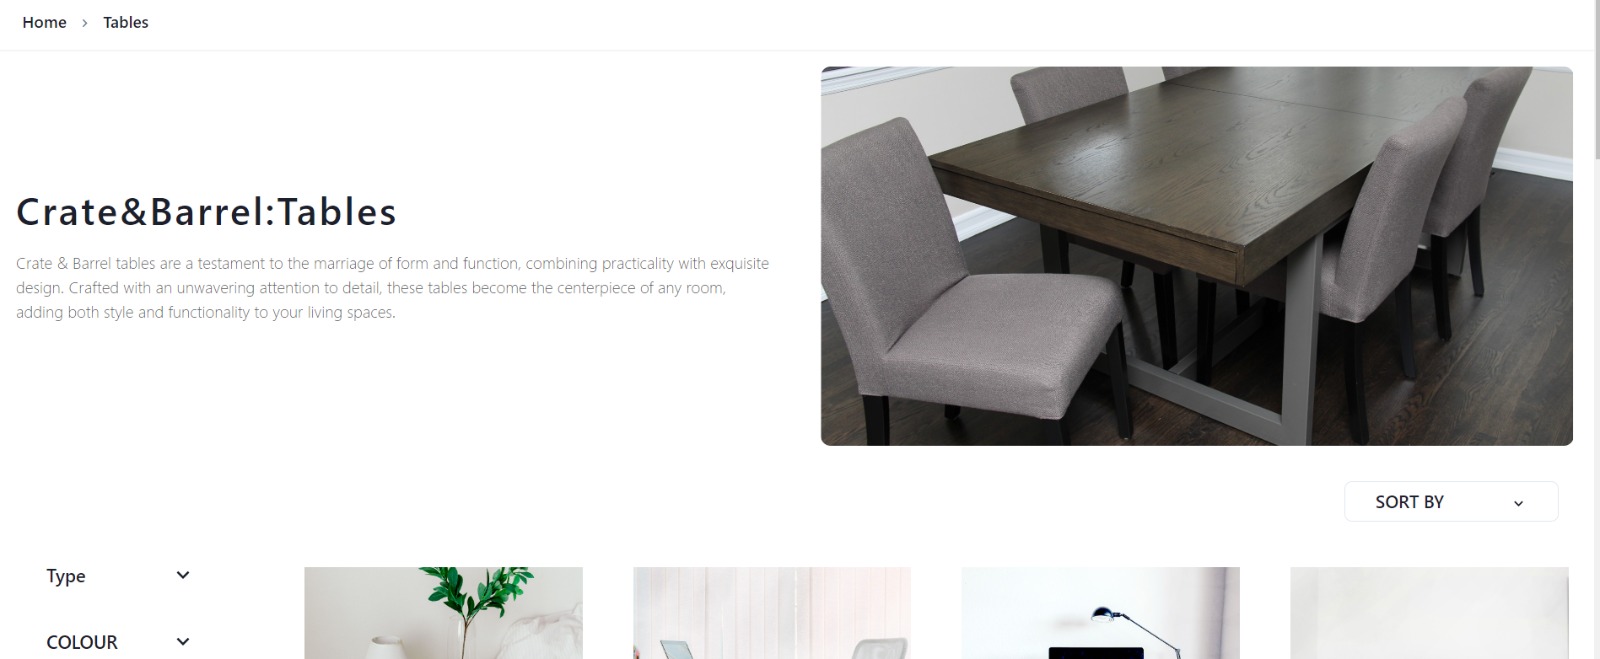 Home > Tables
Crate&Barrel:Tables
Crate & Barrel tables are a testament to the marriage of form and function, combining practicality with exquisite
design. Crafted with an unwavering attention to detail, these tables become the centerpiece of any room,
adding both style and functionality to your living spaces.
SORT BY
Type
COLOUR